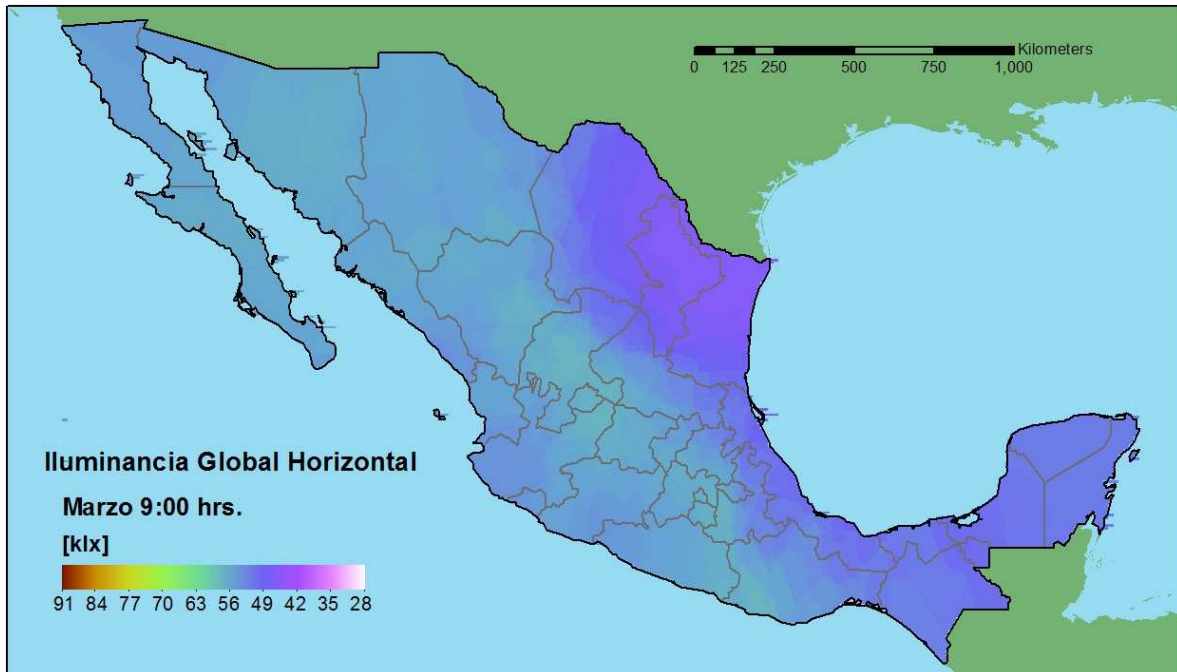 Kilometers
0 125 250 500 750 1,000
Iluminancia Global Horizontal
Marzo 9:00 hrs.
[klx]
91 84 77 70 63 56 49 42 35 28